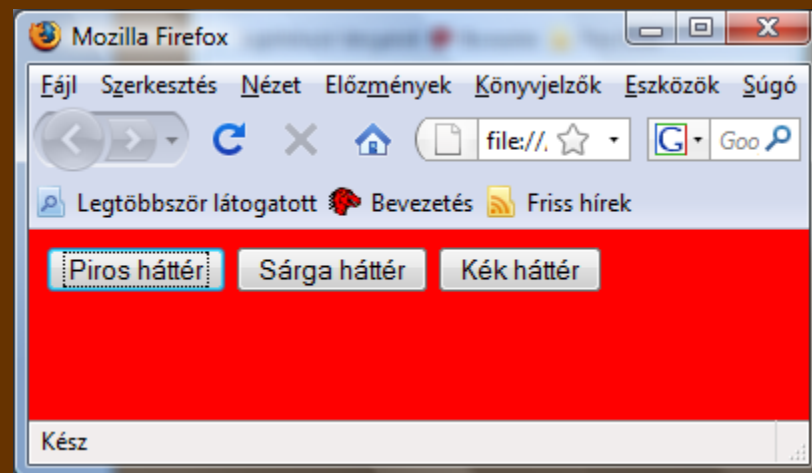 Mozilla Firefox
Fájl Szerkesztés Nézet Előzmények Könyvjelzők Eszközök Súgó
file:///. G Goo
Legtöbbször látogatott Bevezetés Friss hírek
Piros háttér Sárga háttér Kék háttér
Kész